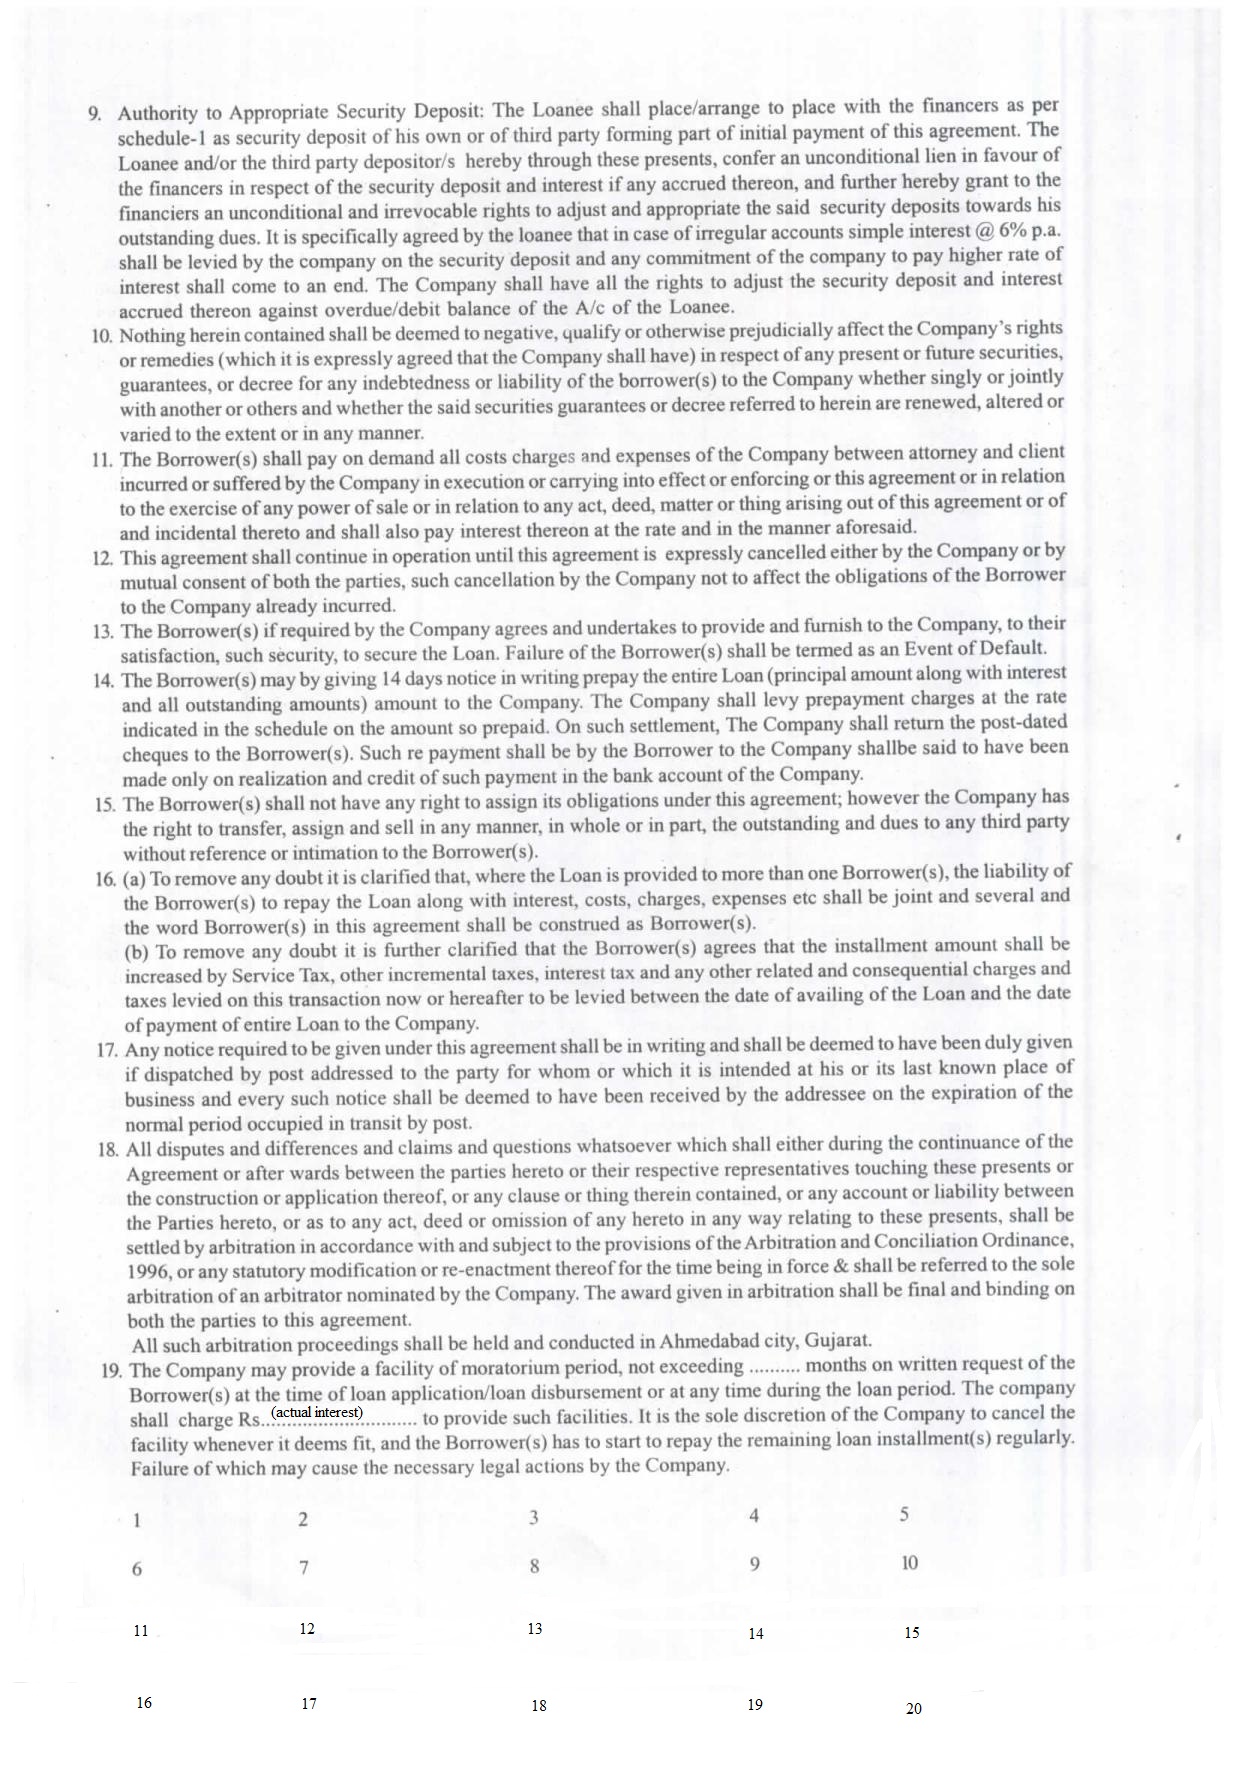 9. Authority to Appropriate Security Deposit: The Loanee shall place/arrange to place with the financers as per
schedule-1 as security deposit of his own or of third party forming part of initial payment of this agreement. The
Loanee and/or the third party depositor/s hereby through these presents, confer an unconditional lien in favour of
the financers in respect of the security deposit and interest if any accrued thereon, and further hereby grant to the
financiers an unconditional and irrevocable rights to adjust and appropriate the said security deposits towards his
outstanding dues. It is specifically agreed by the loanee that in case of irregular accounts simple interest @ 6% p.a.
shall be levied by the company on the security deposit and any commitment of the company to pay higher rate of
interest shall come to an end. The Company shall have all the rights to adjust the security deposit and interest
accrued thereon against overdue/debit balance of the A/c of the Loanee.
10. Nothing herein contained shall be deemed to negative, qualify or otherwise prejudicially affect the Company's rights
or remedies (which it is expressly agreed that the Company shall have) in respect of any present or future securities,
guarantees, or decree for any indebtedness or liability of the borrower(s) to the Company whether singly or jointly
with another or others and whether the said securities guarantees or decree referred to herein are renewed, altered or
varied to the extent or in any manner.
11. The Borrower(s) shall pay on demand all costs charges and expenses of the Company between attorney and client
incurred or suffered by the Company in execution or carrying into effect or enforcing or this agreement or in relation
to the exercise of any power of sale or in relation to any act, deed, matter or thing arising out of this agreement or of
and incidental thereto and shall also pay interest thereon at the rate and in the manner aforesaid.
12. This agreement shall continue in operation until this agreement is expressly cancelled either by the Company or by
mutual consent of both the parties, such cancellation by the Company not to affect the obligations of the Borrower
to the Company already incurred.
13. The Borrower(s) if required by the Company agrees and undertakes to provide and furnish to the Company, to their
satisfaction, such security, to secure the Loan. Failure of the Borrower(s) shall be termed as an Event of Default.
14. The Borrower(s) may by giving 14 days notice in writing prepay the entire Loan (principal amount along with interest
and all outstanding amounts) amount to the Company. The Company shall levy prepayment charges at the rate
indicated in the schedule on the amount so prepaid. On such settlement, The Company shall return the post-dated
cheques to the Borrower(s). Such re payment shall be by the Borrower to the Company shallbe said to have been
made only on realization and credit of such payment in the bank account of the Company.
15. The Borrower(s) shall not have any right to assign its obligations under this agreement; however the Company has
the right to transfer, assign and sell in any manner, in whole or in part, the outstanding and dues to any third party
without reference or intimation to the Borrower(s).
16. (a) To remove any doubt it is clarified that, where the Loan is provided to more than one Borrower(s), the liability of
the Borrower(s) to repay the Loan along with interest, costs, charges, expenses etc shall be joint and several and
the word Borrower(s) in this agreement shall be construed as Borrower(s).
(b) To remove any doubt it is further clarified that the Borrower(s) agrees that the installment amount shall be
increased by Service Tax, other incremental taxes, interest tax and any other related and consequential charges and
taxes levied on this transaction now or hereafter to be levied between the date of availing of the Loan and the date
of payment of entire Loan to the Company.
17. Any notice required to be given under this agreement shall be in writing and shall be deemed to have been duly given
if dispatched by post addressed to the party for whom or which it is intended at his or its last known place of
business and every such notice shall be deemed to have been received by the addressee on the expiration of the
normal period occupied in transit by post.
18. All disputes and differences and claims and questions whatsoever which shall either during the continuance of the
Agreement or after wards between the parties hereto or their respective representatives touching these presents or
the construction or application thereof, or any clause or thing therein contained, or any account or liability between
the Parties hereto, or as to any act, deed or omission of any hereto in any way relating to these presents, shall be
settled by arbitration in accordance with and subject to the provisions of the Arbitration and Conciliation Ordinance,
1996, or any statutory modification or re-enactment thereof for the time being in force & shall be referred to the sole
arbitration of an arbitrator nominated by the Company. The award given in arbitration shall be final and binding on
both the parties to this agreement.
All such arbitration proceedings shall be held and conducted in Ahmedabad city, Gujarat.
19. The Company may provide a facility of moratorium period, not exceeding .......... months on written request of the
Borrower(s) at the time of loan application/loan disbursement or at any time during the loan period. The company
shall charge Rs..(actual interest).......... to provide such facilities. It is the sole discretion of the Company to cancel the
facility whenever it deems fit, and the Borrower(s) has to start to repay the remaining loan installment(s) regularly.
Failure of which may cause the necessary legal actions by the Company.
1 2 3 4 5
6 7 8 9 10
11 12 13 14 15
16 17 18 19 20